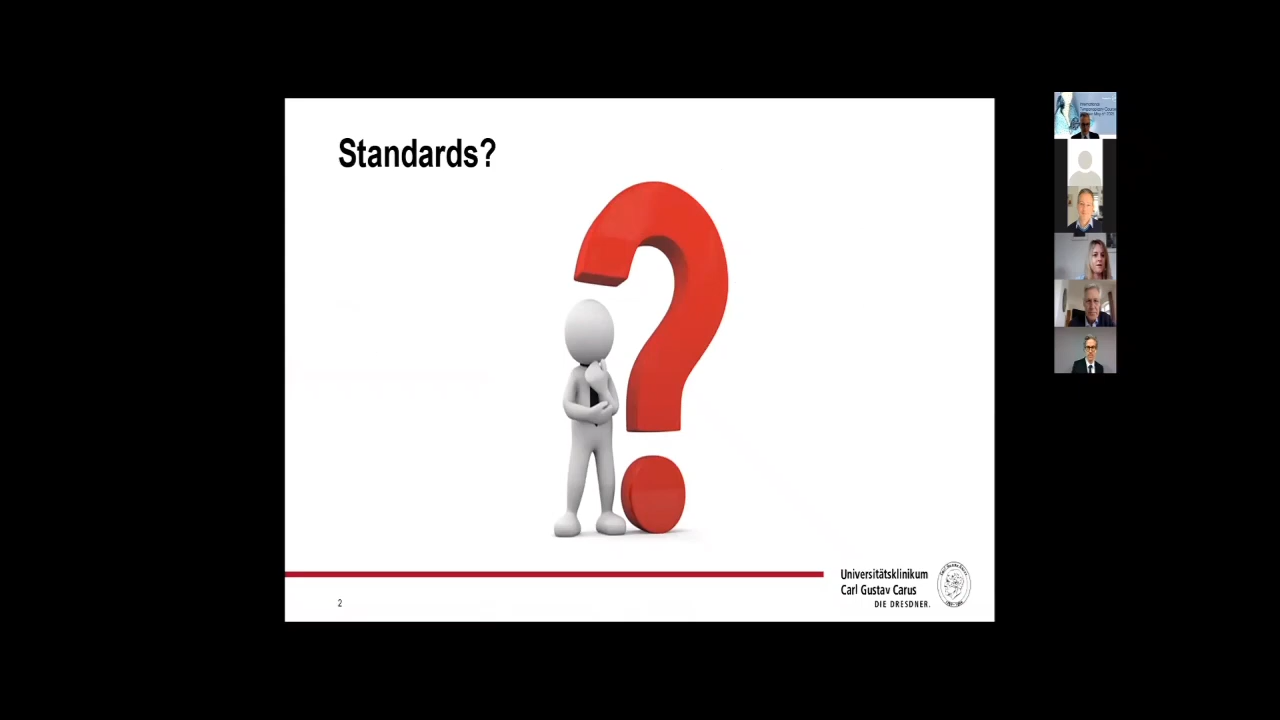 Standards?
Universitätsklinikum
Carl Gustav Carus
DIE DRESDNER.
2